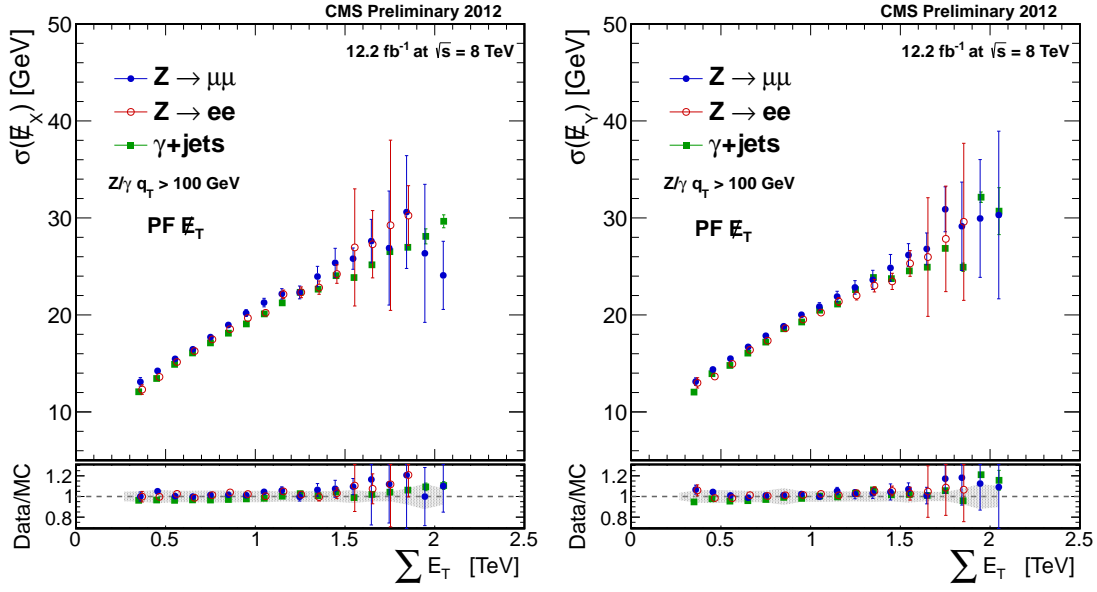 CMS Preliminary 2012
12.2 fb⁻¹ at √s = 8 TeV
σ(E̸_X) [GeV]
50
40
30
20
10
Z → μμ
Z → ee
γ+jets
Z/γ q_T > 100 GeV
PF E̸_T
Data/MC
1.2
1
0.8
0 0.5 1 1.5 2 2.5
∑ E_T [TeV]
CMS Preliminary 2012
12.2 fb⁻¹ at √s = 8 TeV
σ(E̸_Y) [GeV]
50
40
30
20
10
Z → μμ
Z → ee
γ+jets
Z/γ q_T > 100 GeV
PF E̸_T
Data/MC
1.2
1
0.8
0 0.5 1 1.5 2 2.5
∑ E_T [TeV]